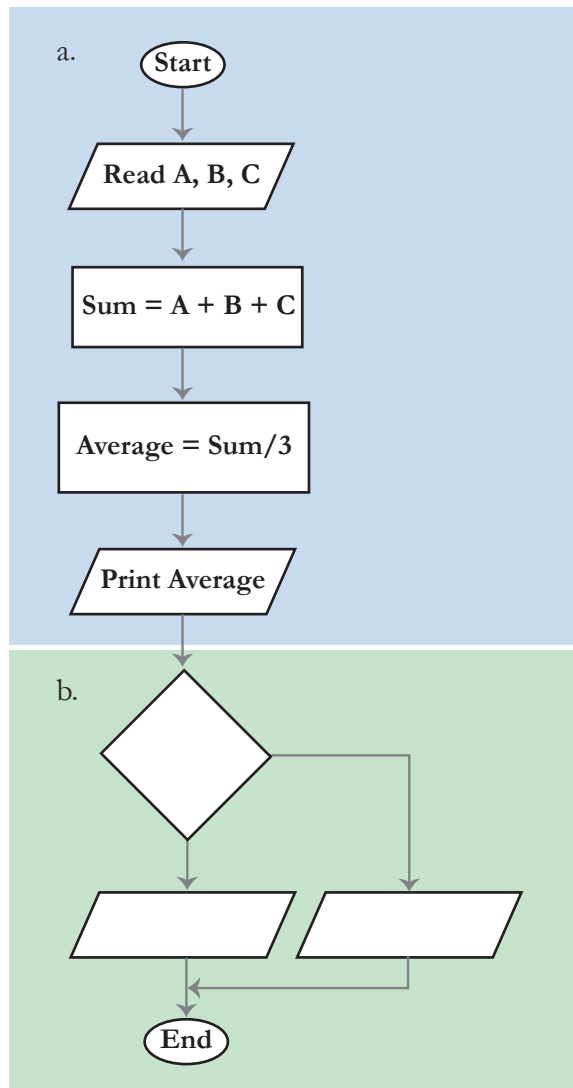 a.
Start
Read A, B, C
Sum = A + B + C
Average = Sum/3
Print Average
b.
End